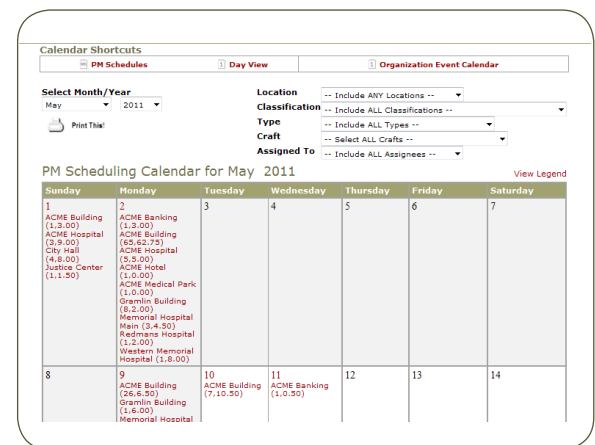 Calendar Shortcuts
PM Schedules
1 Day View
1 Organization Event Calendar
Select Month/Year
May 2011
Print This!
Location -- Include ANY Locations --
Classification -- Include ALL Classifications --
Type -- Include ALL Types --
Craft -- Select ALL Crafts --
Assigned To -- Include ALL Assignees --
PM Scheduling Calendar for May 2011
View Legend
Sunday Monday Tuesday Wednesday Thursday Friday Saturday
1
ACME Building
(1,3.00)
ACME Hospital
(3,9.00)
City Hall
(4,8.00)
Justice Center
(1,1.50)
2
ACME Banking
(1,3.00)
ACME Building
(65,62.75)
ACME Hospital
(5,5.00)
ACME Hotel
(1,0.00)
ACME Medical Park
(1,0.00)
Gramlin Building
(8,2.00)
Memorial Hospital
Main (3,4.50)
Redmans Hospital
(1,2.00)
Western Memorial
Hospital (1,8.00)
3
4
5
6
7
8
9
ACME Building
(26,6.50)
Gramlin Building
(1,6.00)
Memorial Hospital
10
ACME Building
(7,10.50)
11
ACME Banking
(1,0.50)
12
13
14